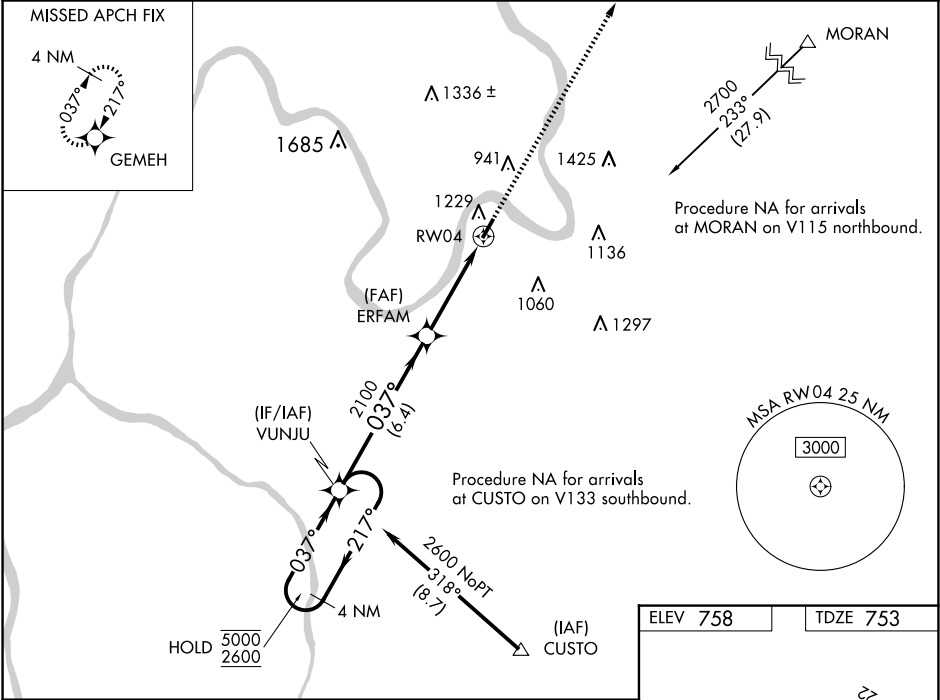 MISSED APCH FIX
4 NM
037°
217°
GEMEH
MORAN
2700
233°
(27.9)
1336 ±
1685
941
1425
1229
RW04
1136
1060
1297
Procedure NA for arrivals
at MORAN on V115 northbound.
(FAF)
ERFAM
2100
037°
(6.4)
(IF/IAF)
VUNJU
MSA RW04 25 NM
3000
Procedure NA for arrivals
at CUSTO on V133 southbound.
037°
217°
4 NM
HOLD 5000
2600
2600 NoPT
318°
(8.7)
(IAF)
CUSTO
ELEV 758
TDZE 753
22